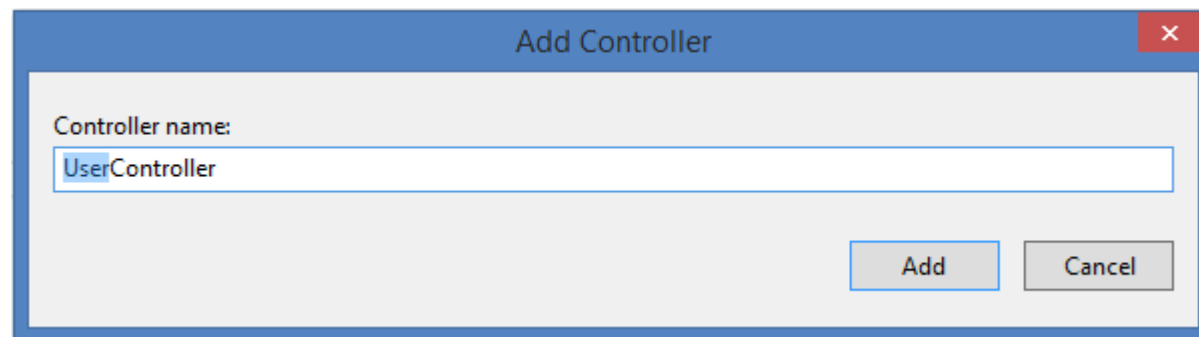 Add Controller
Controller name:
UserController
Add Cancel